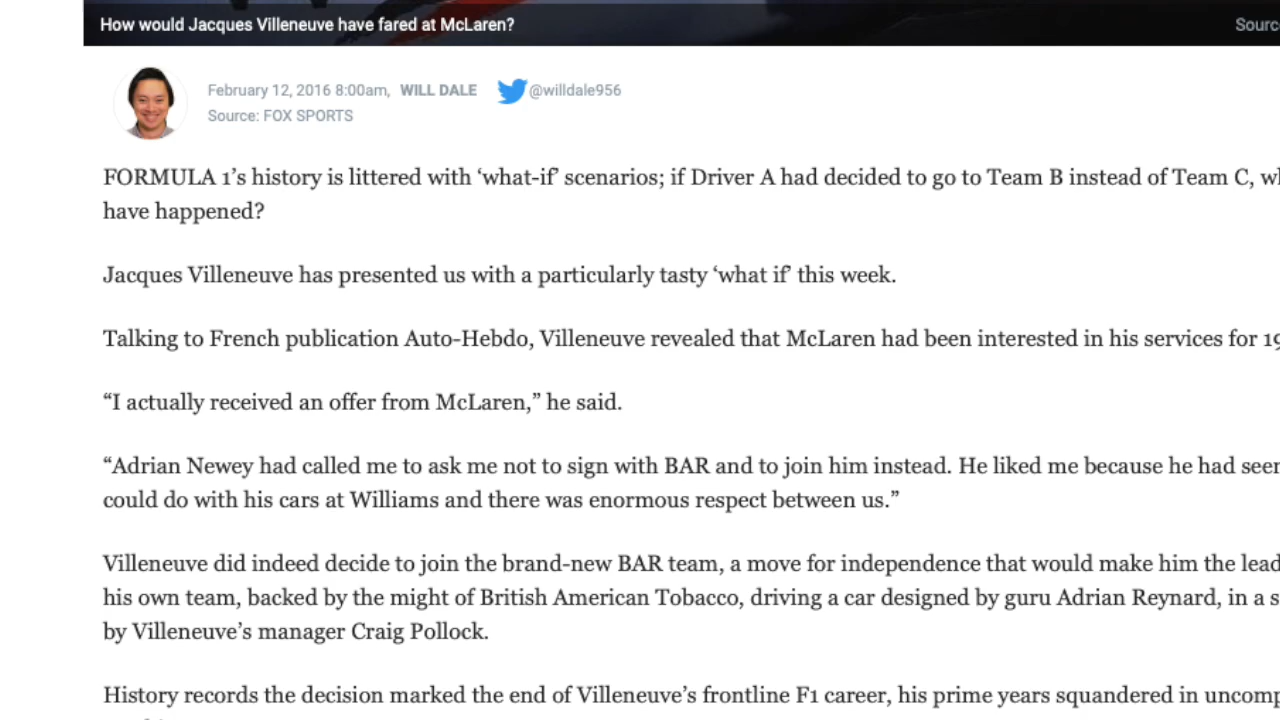 How would Jacques Villeneuve have fared at McLaren?
February 12, 2016 8:00am, WILL DALE @willdale956
Source: FOX SPORTS
FORMULA 1’s history is littered with ‘what-if’ scenarios; if Driver A had decided to go to Team B instead of Team C,
have happened?
Jacques Villeneuve has presented us with a particularly tasty ‘what if’ this week.
Talking to French publication Auto-Hebdo, Villeneuve revealed that McLaren had been interested in his services for
“I actually received an offer from McLaren,” he said.
“Adrian Newey had called me to ask me not to sign with BAR and to join him instead. He liked me because he had seen
could do with his cars at Williams and there was enormous respect between us.”
Villeneuve did indeed decide to join the brand-new BAR team, a move for independence that would make him the lead
his own team, backed by the might of British American Tobacco, driving a car designed by guru Adrian Reynard, in a
by Villeneuve’s manager Craig Pollock.
History records the decision marked the end of Villeneuve’s frontline F1 career, his prime years squandered in